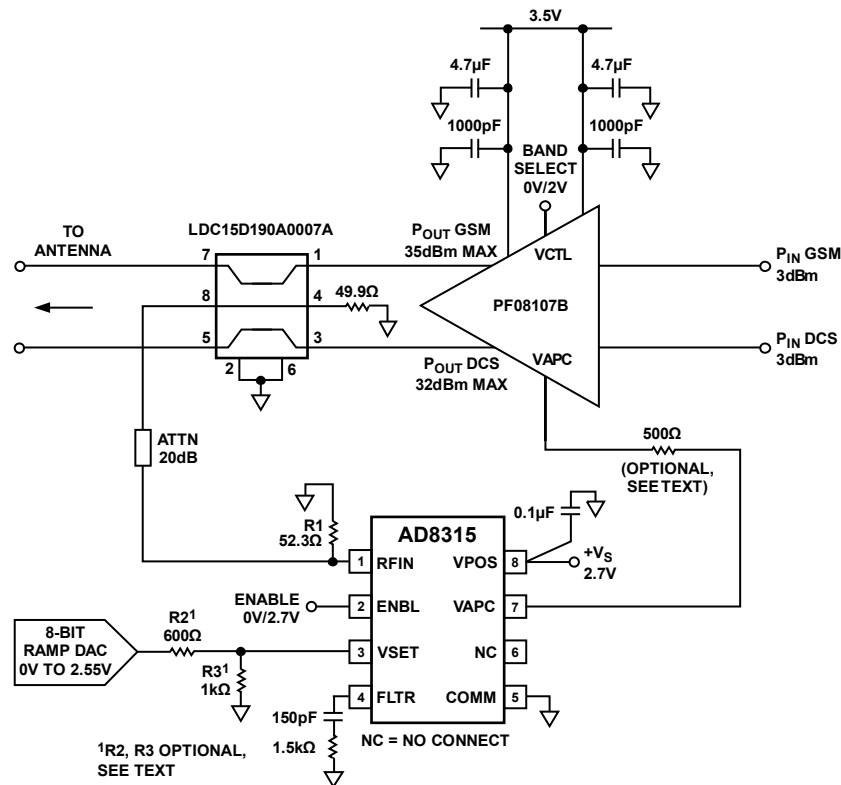 3.5V
4.7µF
4.7µF
1000pF
1000pF
BAND
SELECT
0V/2V
TO
ANTENNA
LDC15D190A0007A
P_OUT GSM
35dBm MAX
VCTL
7
1
P_IN GSM
3dBm
8
4
49.9Ω
PF08107B
5
3
P_IN DCS
3dBm
2
6
P_OUT DCS
32dBm MAX
VAPC
ATTN
20dB
500Ω
(OPTIONAL,
SEE TEXT)
R1
52.3Ω
0.1µF
AD8315
1 RFIN
VPOS 8
+V_S
2.7V
ENABLE
0V/2.7V
2 ENBL
VAPC 7
8-BIT
RAMP DAC
0V TO 2.55V
R2¹
600Ω
3 VSET
NC 6
R3¹
1kΩ
4 FLTR
COMM 5
150pF
1.5kΩ
NC = NO CONNECT
¹R2, R3 OPTIONAL,
SEE TEXT